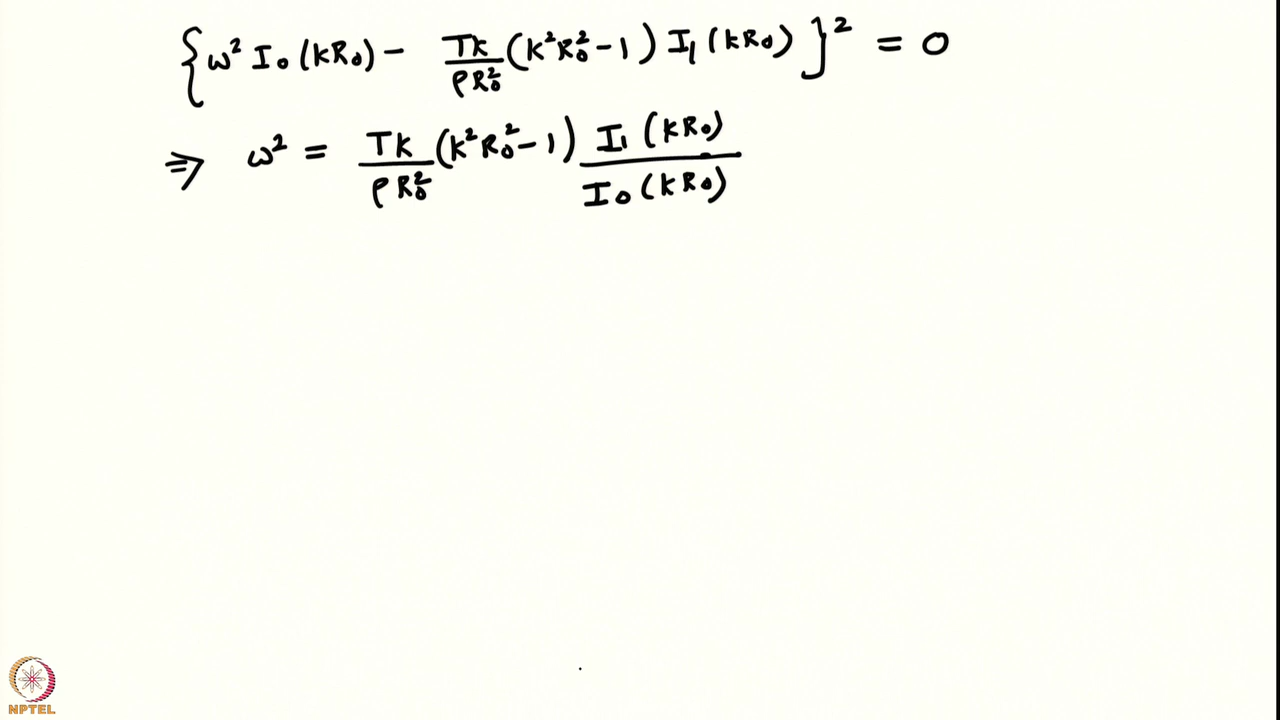 {ω² I₀(kR₀) − Tk/ρR₀² (k²R₀²−1) I₁(kR₀)}² = 0
⇒ ω² = Tk/ρR₀² (k²R₀²−1) I₁(kR₀)/I₀(kR₀)
NPTEL